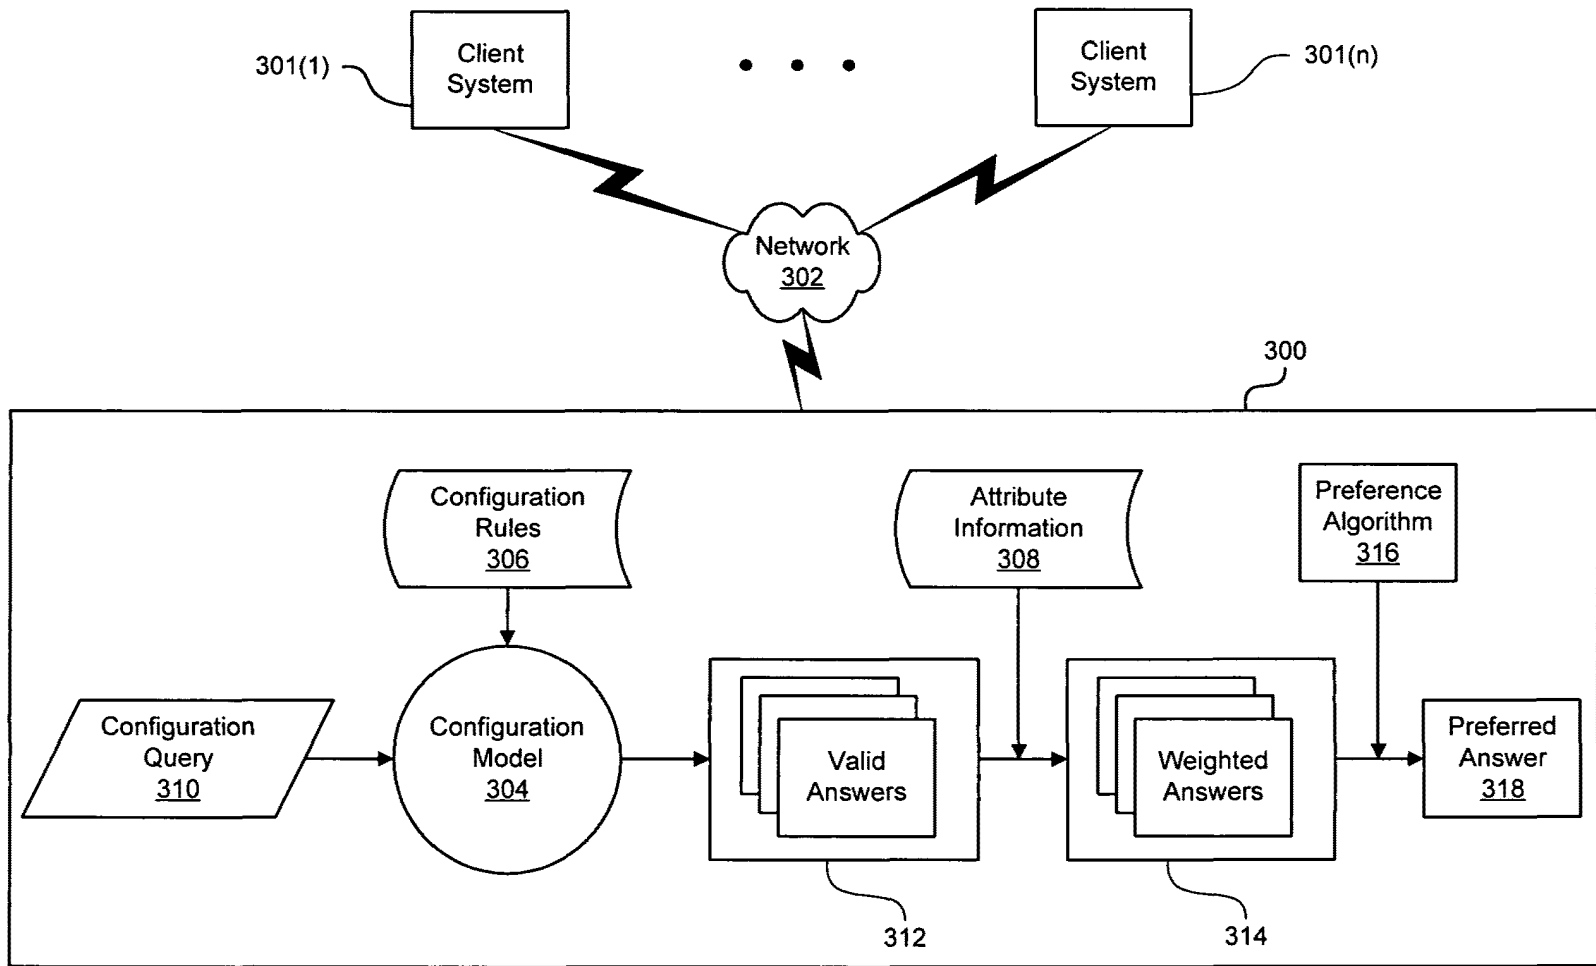 Client
System
301(1)
Client
System
301(n)
Network
302
300
Configuration
Rules
306
Attribute
Information
308
Preference
Algorithm
316
Configuration
Query
310
Configuration
Model
304
Valid
Answers
Weighted
Answers
Preferred
Answer
318
312
314